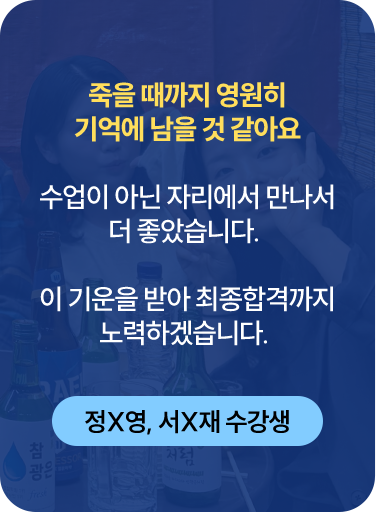 죽을 때까지 영원히
기억에 남을 것 같아요
수업이 아닌 자리에서 만나서
더 좋았습니다.
이 기운을 받아 최종합격까지
노력하겠습니다.
정X영, 서X재 수강생
참
처럼